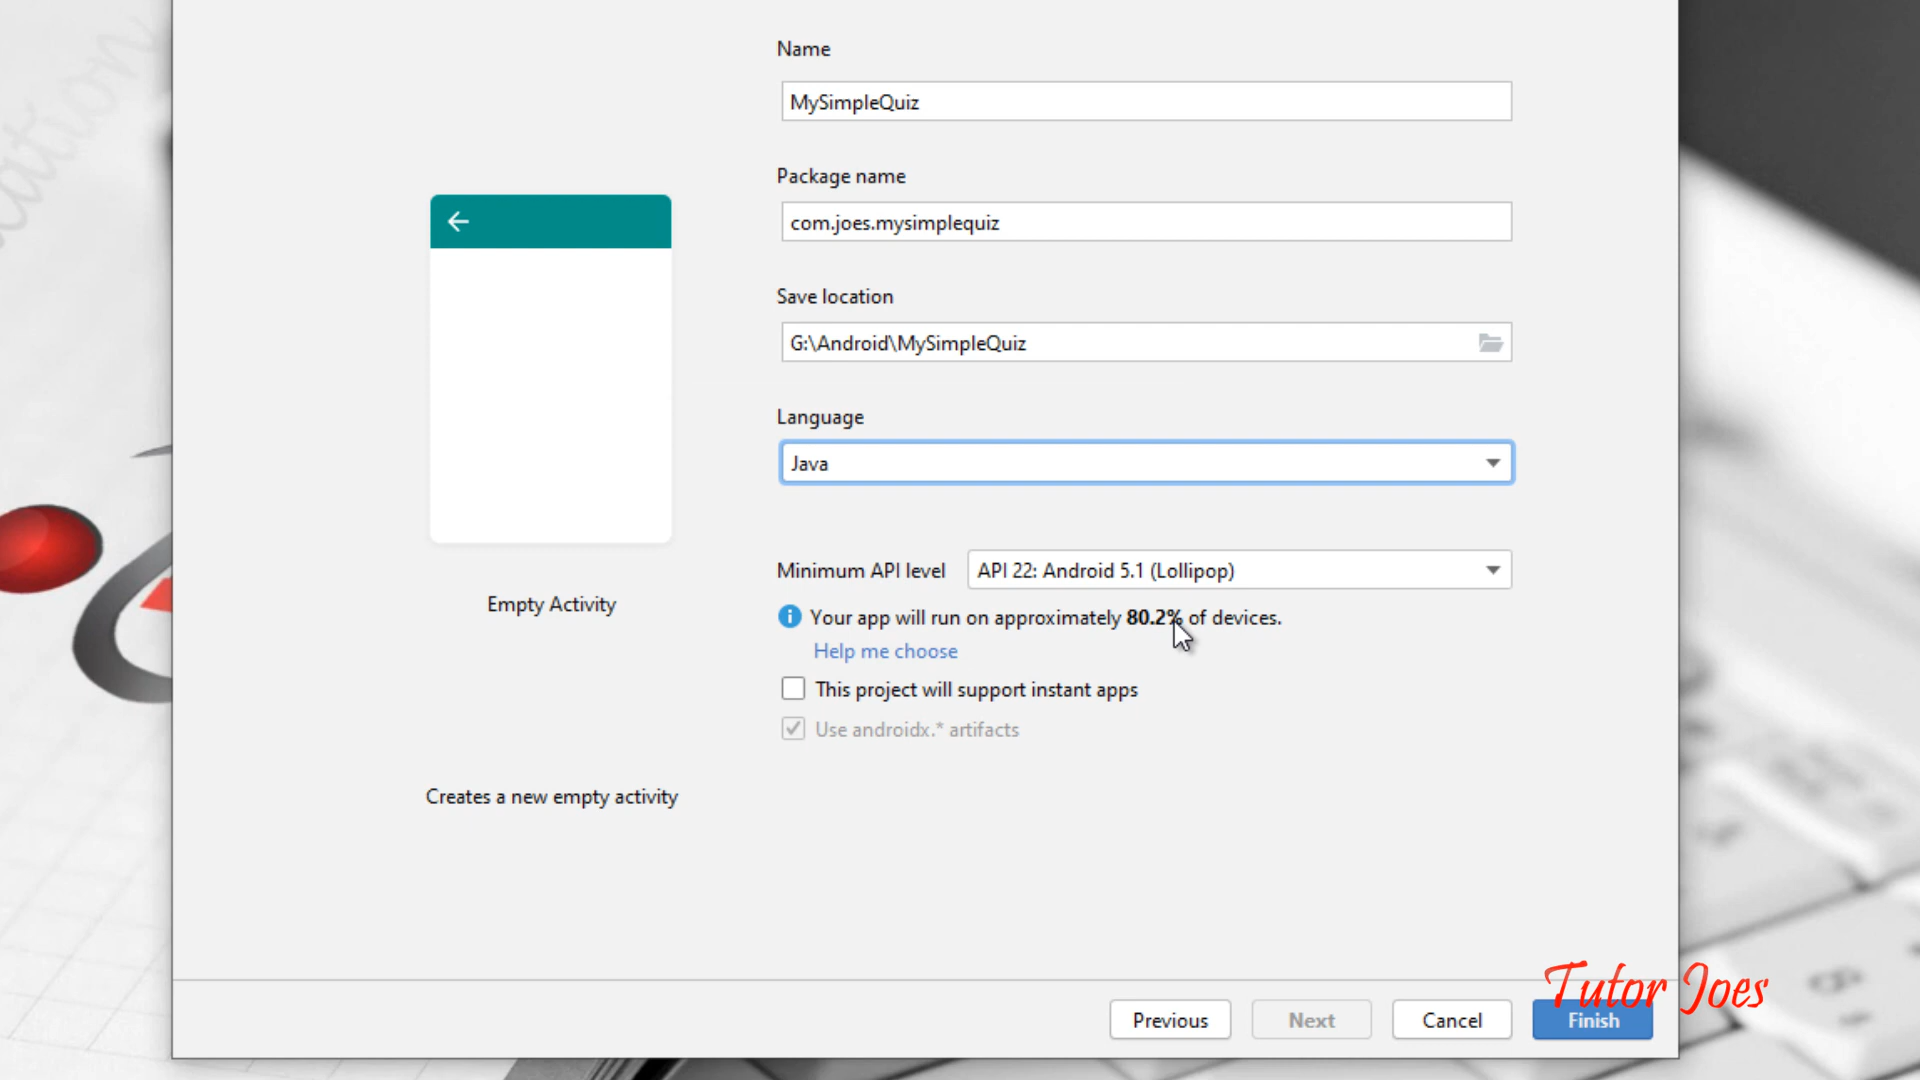 Name
MySimpleQuiz
Package name
com.joes.mysimplequiz
Save location
G:\Android\MySimpleQuiz
Language
Java
Minimum API level API 22: Android 5.1 (Lollipop)
Your app will run on approximately 80.2% of devices.
Help me choose
This project will support instant apps
Use androidx.* artifacts
Empty Activity
Creates a new empty activity
Tutor Joes
Previous Next Cancel Finish